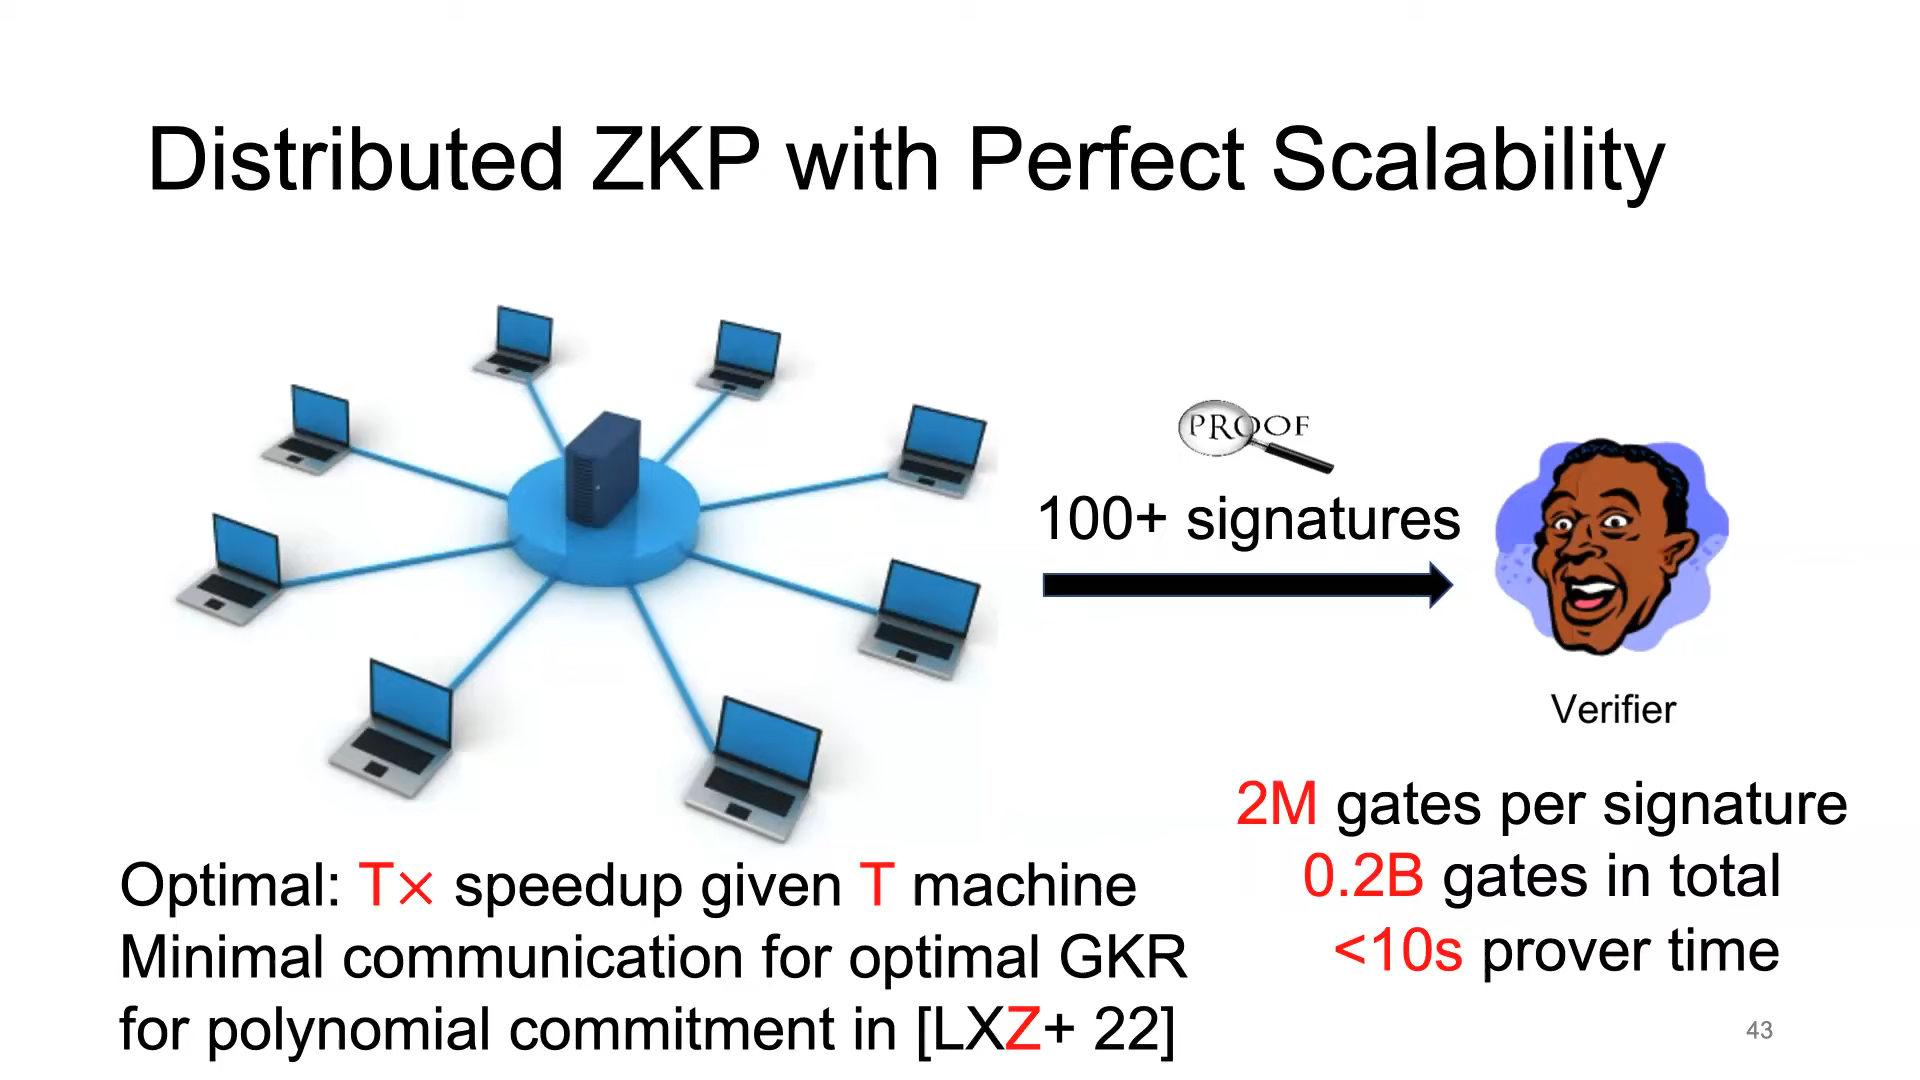 Distributed ZKP with Perfect Scalability
PROOF
100+ signatures
Verifier
2M gates per signature
0.2B gates in total
<10s prover time
Optimal: T× speedup given T machine
Minimal communication for optimal GKR
for polynomial commitment in [LXZ+ 22]
43